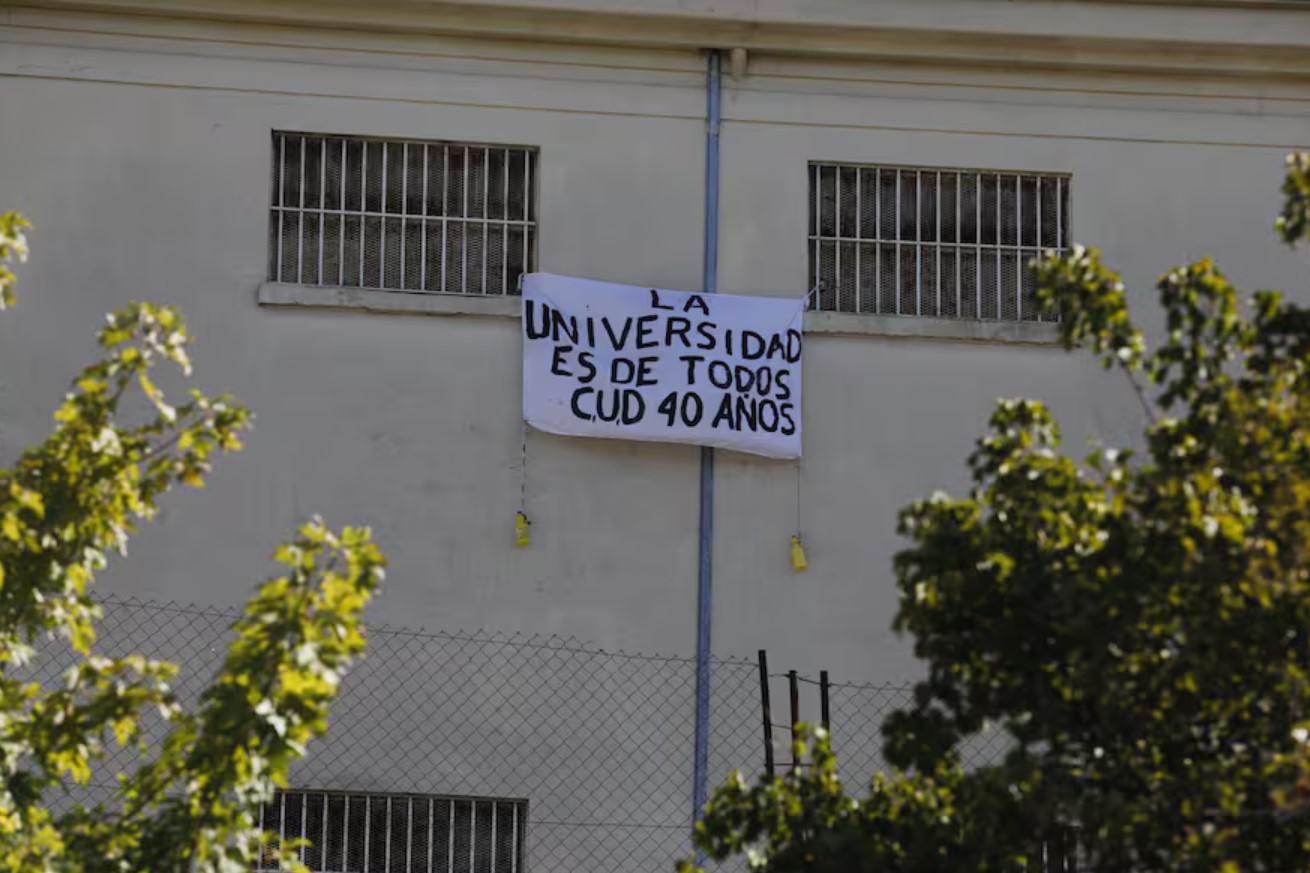 LA
UNIVERSIDAD
ES DE TODOS
C.U.D 40 AÑOS